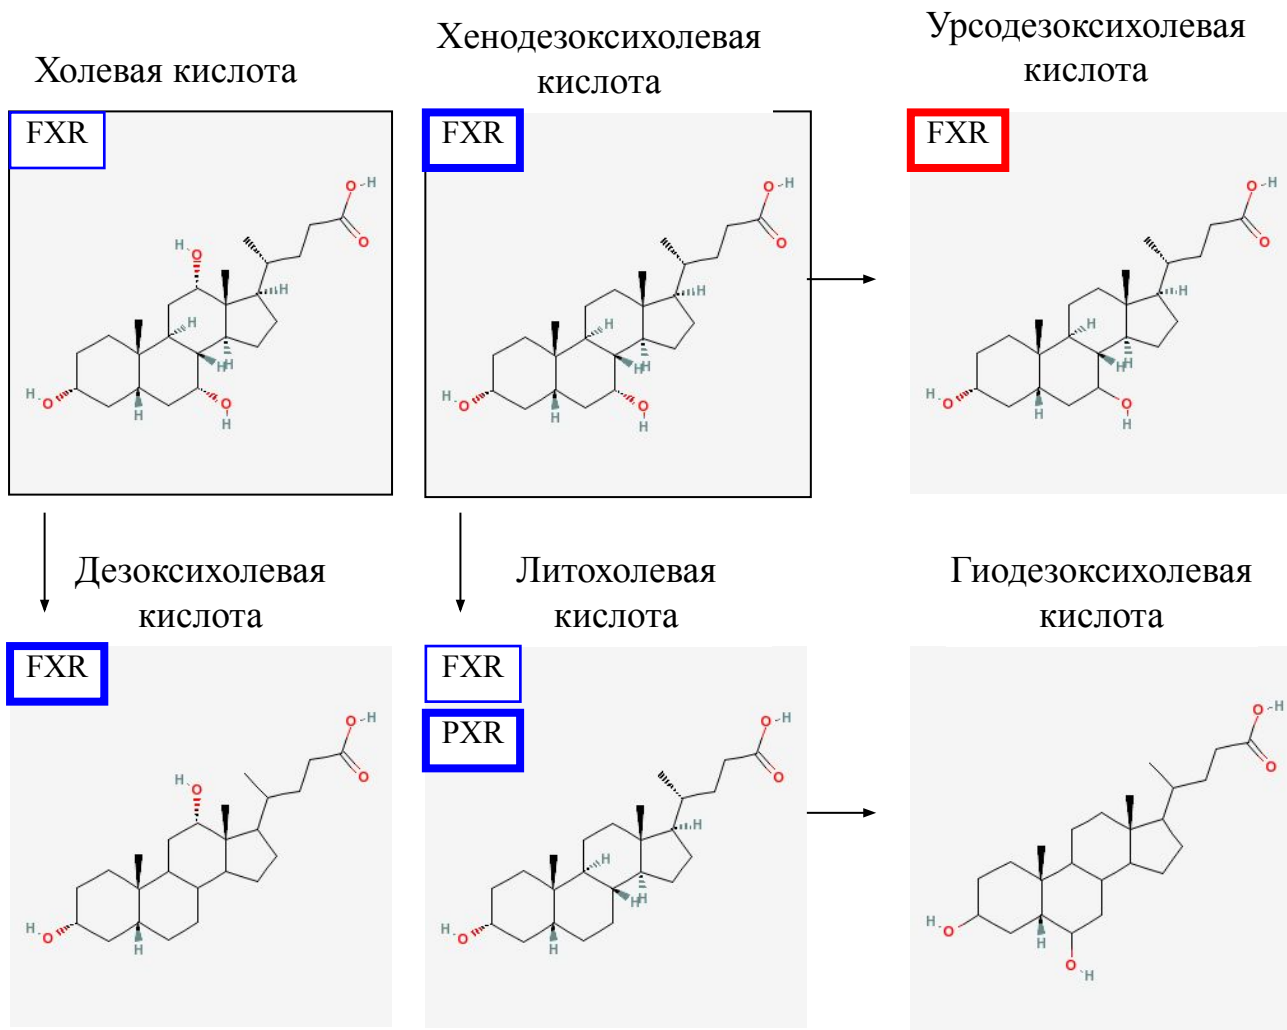 Холевая кислота
Хенодезоксихолевая
кислота
Урсодезоксихолевая
кислота
FXR
FXR
FXR
H
O
O
H
O
H
O
H
H
H
H
H
O
H
H
O
O
H
O
H
H
H
H
H
O
H
H
O
O
H
O
H
H
H
H
H
O
H
Дезоксихолевая
кислота
Литохолевая
кислота
Гиодезоксихолевая
кислота
FXR
FXR
PXR
H
O
O
H
O
H
O
H
H
O
O
H
O
H
H
H
H
H
H
O
O
H
O
H
O
H